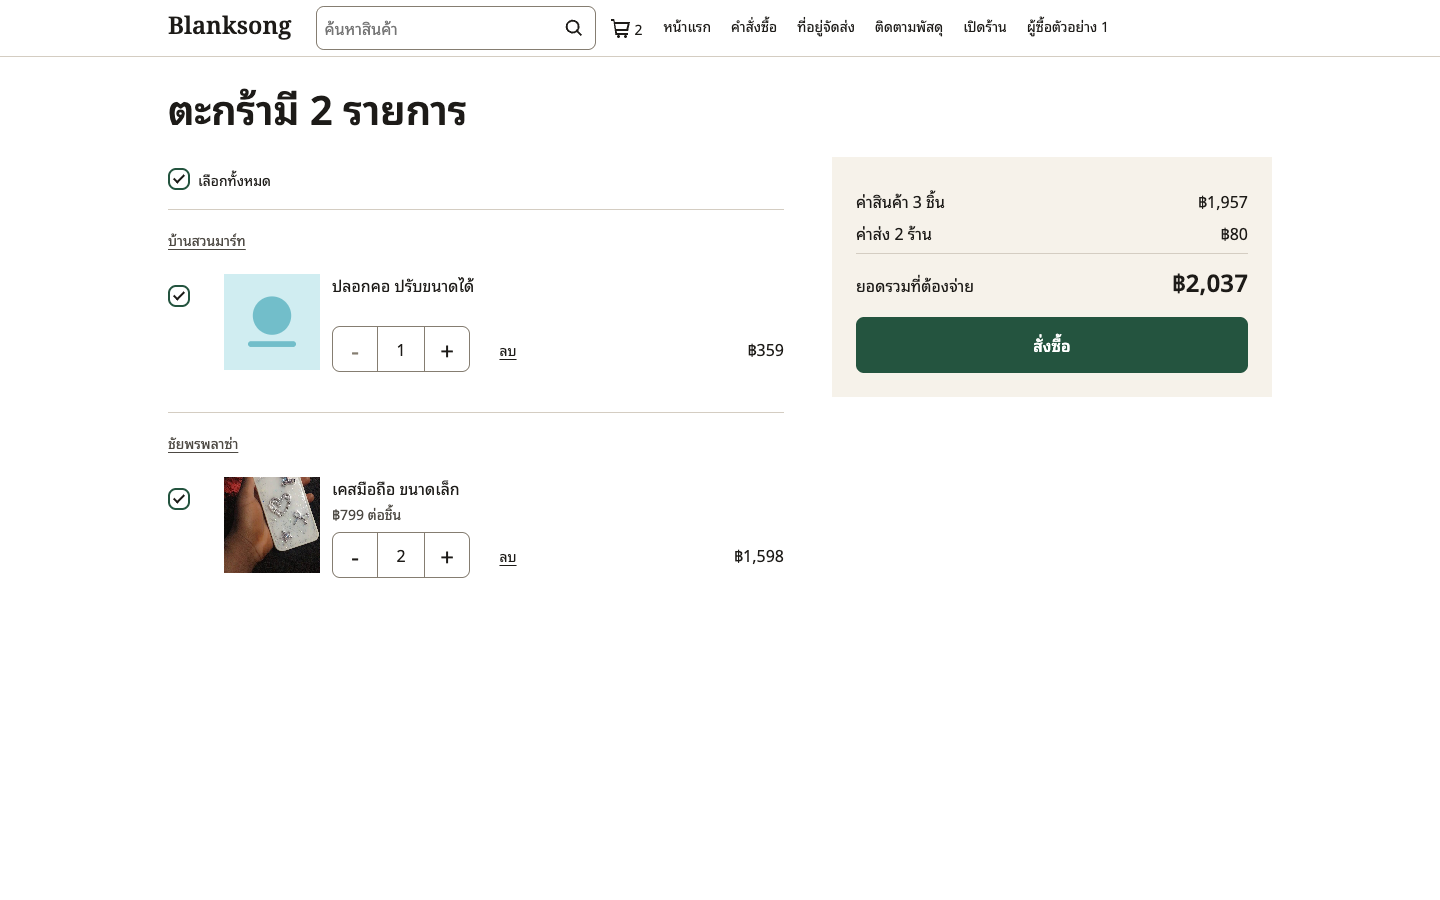 Blanksong
ค้นหาสินค้า
2
หน้าแรก
คำสั่งซื้อ
ที่อยู่จัดส่ง
ติดตามพัสดุ
เปิดร้าน
ผู้ซื้อตัวอย่าง 1
ตะกร้ามี 2 รายการ
เลือกทั้งหมด
บ้านสวนมาร์ท
ปลอกคอ ปรับขนาดได้
- 1 + ลบ ฿359
ชัยพรพลาซ่า
เคสมือถือ ขนาดเล็ก
฿799 ต่อชิ้น
- 2 + ลบ ฿1,598
ค่าสินค้า 3 ชิ้น ฿1,957
ค่าส่ง 2 ร้าน ฿80
ยอดรวมที่ต้องจ่าย ฿2,037
สั่งซื้อ